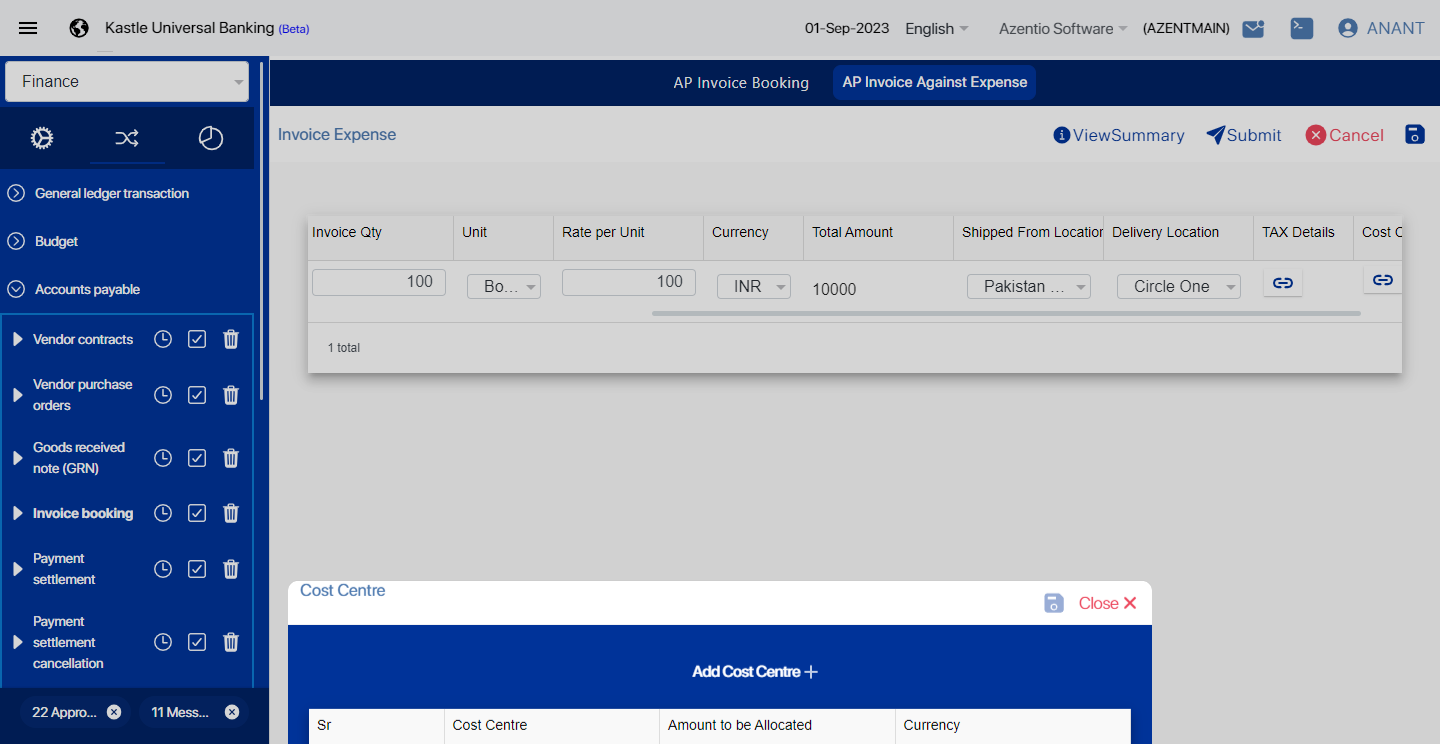 Kastle Universal Banking (Beta)
01-Sep-2023
English
Azentio Software
(AZENTMAIN)
ANANT
Finance
AP Invoice Booking
AP Invoice Against Expense
Invoice Expense
ViewSummary
Submit
Cancel
General ledger transaction
Budget
Accounts payable
Vendor contracts
Vendor purchase
orders
Goods received
note (GRN)
Invoice booking
Payment
settlement
Payment
settlement
cancellation
22 Appro...
11 Mess...
Invoice Qty
Unit
Rate per Unit
Currency
Total Amount
Shipped From Location
Delivery Location
TAX Details
Cost C
100
Bo...
100
INR
10000
Pakistan ...
Circle One
1 total
Cost Centre
Close
Add Cost Centre
Sr
Cost Centre
Amount to be Allocated
Currency